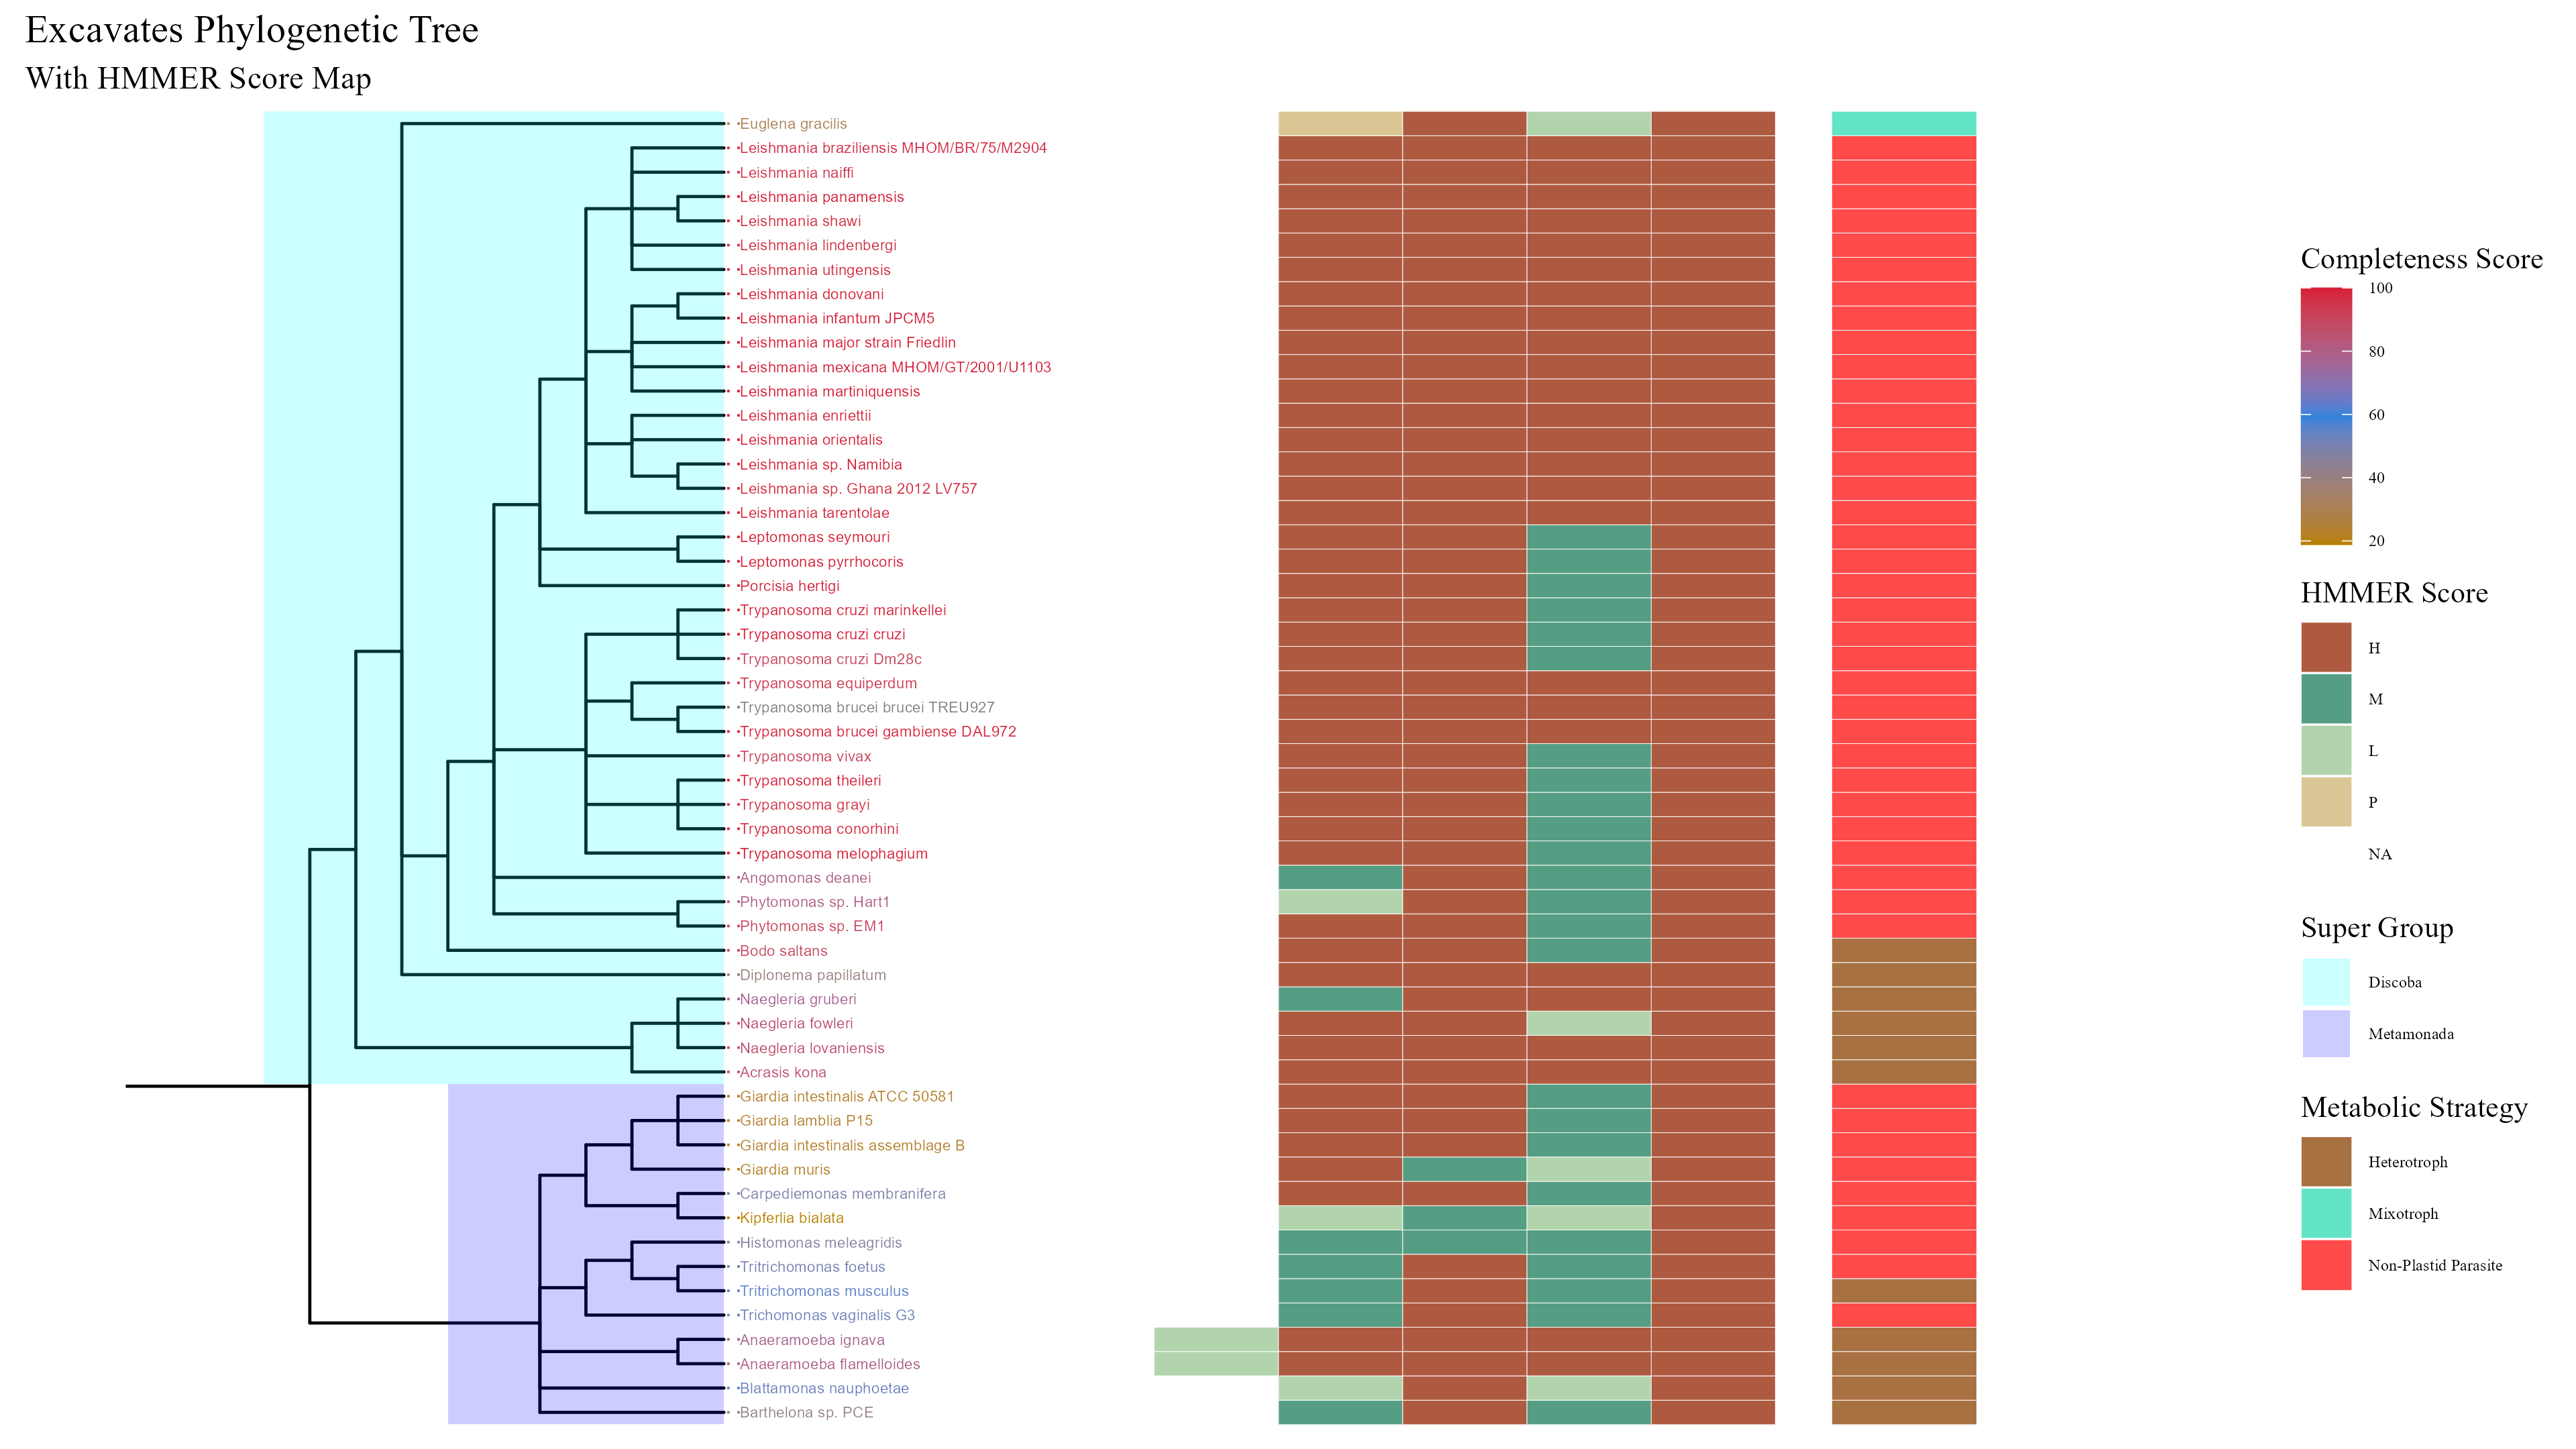 Excavates Phylogenetic Tree
With HMMER Score Map
Euglena gracilis
Leishmania braziliensis MHOM/BR/75/M2904
Leishmania naiffi
Leishmania panamensis
Leishmania shawi
Leishmania lindenbergi
Leishmania utingensis
Leishmania donovani
Leishmania infantum JPCM5
Leishmania major strain Friedlin
Leishmania mexicana MHOM/GT/2001/U1103
Leishmania martiniquensis
Leishmania enriettii
Leishmania orientalis
Leishmania sp. Namibia
Leishmania sp. Ghana 2012 LV757
Leishmania tarentolae
Leptomonas seymouri
Leptomonas pyrrhocoris
Porcisia hertigi
Trypanosoma cruzi marinkellei
Trypanosoma cruzi cruzi
Trypanosoma cruzi Dm28c
Trypanosoma equiperdum
Trypanosoma brucei brucei TREU927
Trypanosoma brucei gambiense DAL972
Trypanosoma vivax
Trypanosoma theileri
Trypanosoma grayi
Trypanosoma conorhini
Trypanosoma melophagium
Angomonas deanei
Phytomonas sp. Hart1
Phytomonas sp. EM1
Bodo saltans
Diplonema papillatum
Naegleria gruberi
Naegleria fowleri
Naegleria lovaniensis
Acrasis kona
Giardia intestinalis ATCC 50581
Giardia lamblia P15
Giardia intestinalis assemblage B
Giardia muris
Carpediemonas membranifera
Kipferlia bialata
Histomonas meleagridis
Tritrichomonas foetus
Tritrichomonas musculus
Trichomonas vaginalis G3
Anaeramoeba ignava
Anaeramoeba flamelloides
Blattamonas nauphoetae
Barthelona sp. PCE
Completeness Score
100
80
60
40
20
HMMER Score
H
M
L
P
NA
Super Group
Discoba
Metamonada
Metabolic Strategy
Heterotroph
Mixotroph
Non-Plastid Parasite